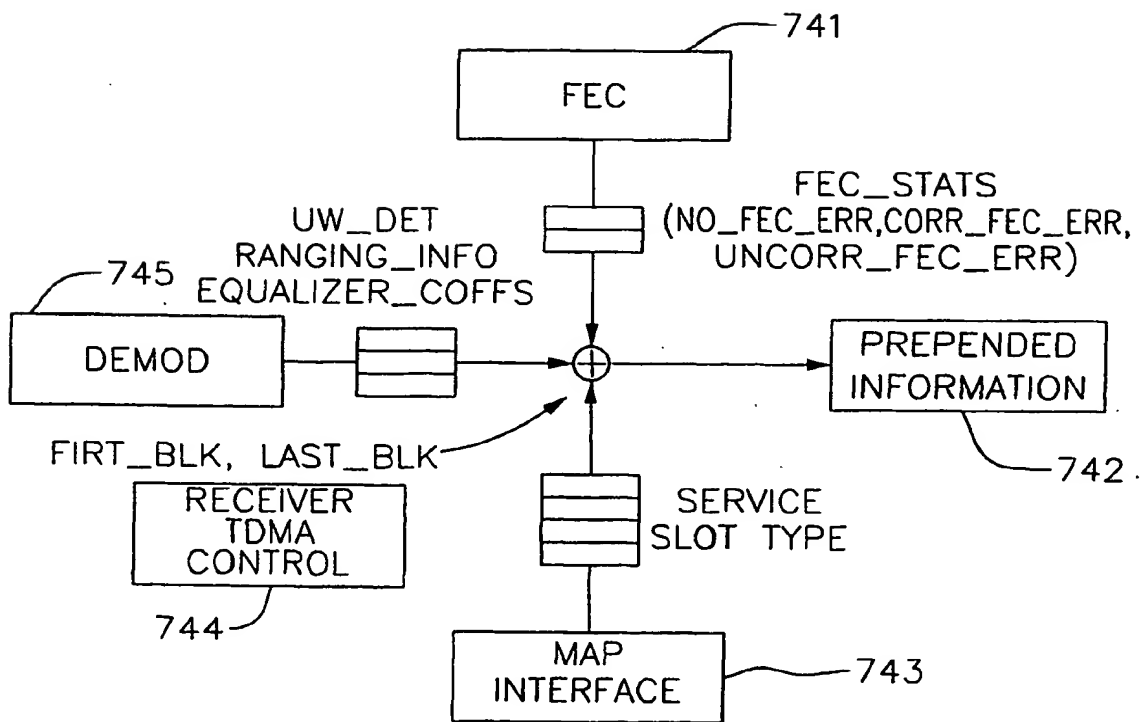 741
FEC
FEC_STATS
(NO_FEC_ERR,CORR_FEC_ERR,
UNCORR_FEC_ERR)
UW_DET
RANGING_INFO
EQUALIZER_COFFS
745
DEMOD
PREPENDED
INFORMATION
742
FIRT_BLK, LAST_BLK
RECEIVER
TDMA
CONTROL
744
SERVICE
SLOT TYPE
MAP
INTERFACE
743